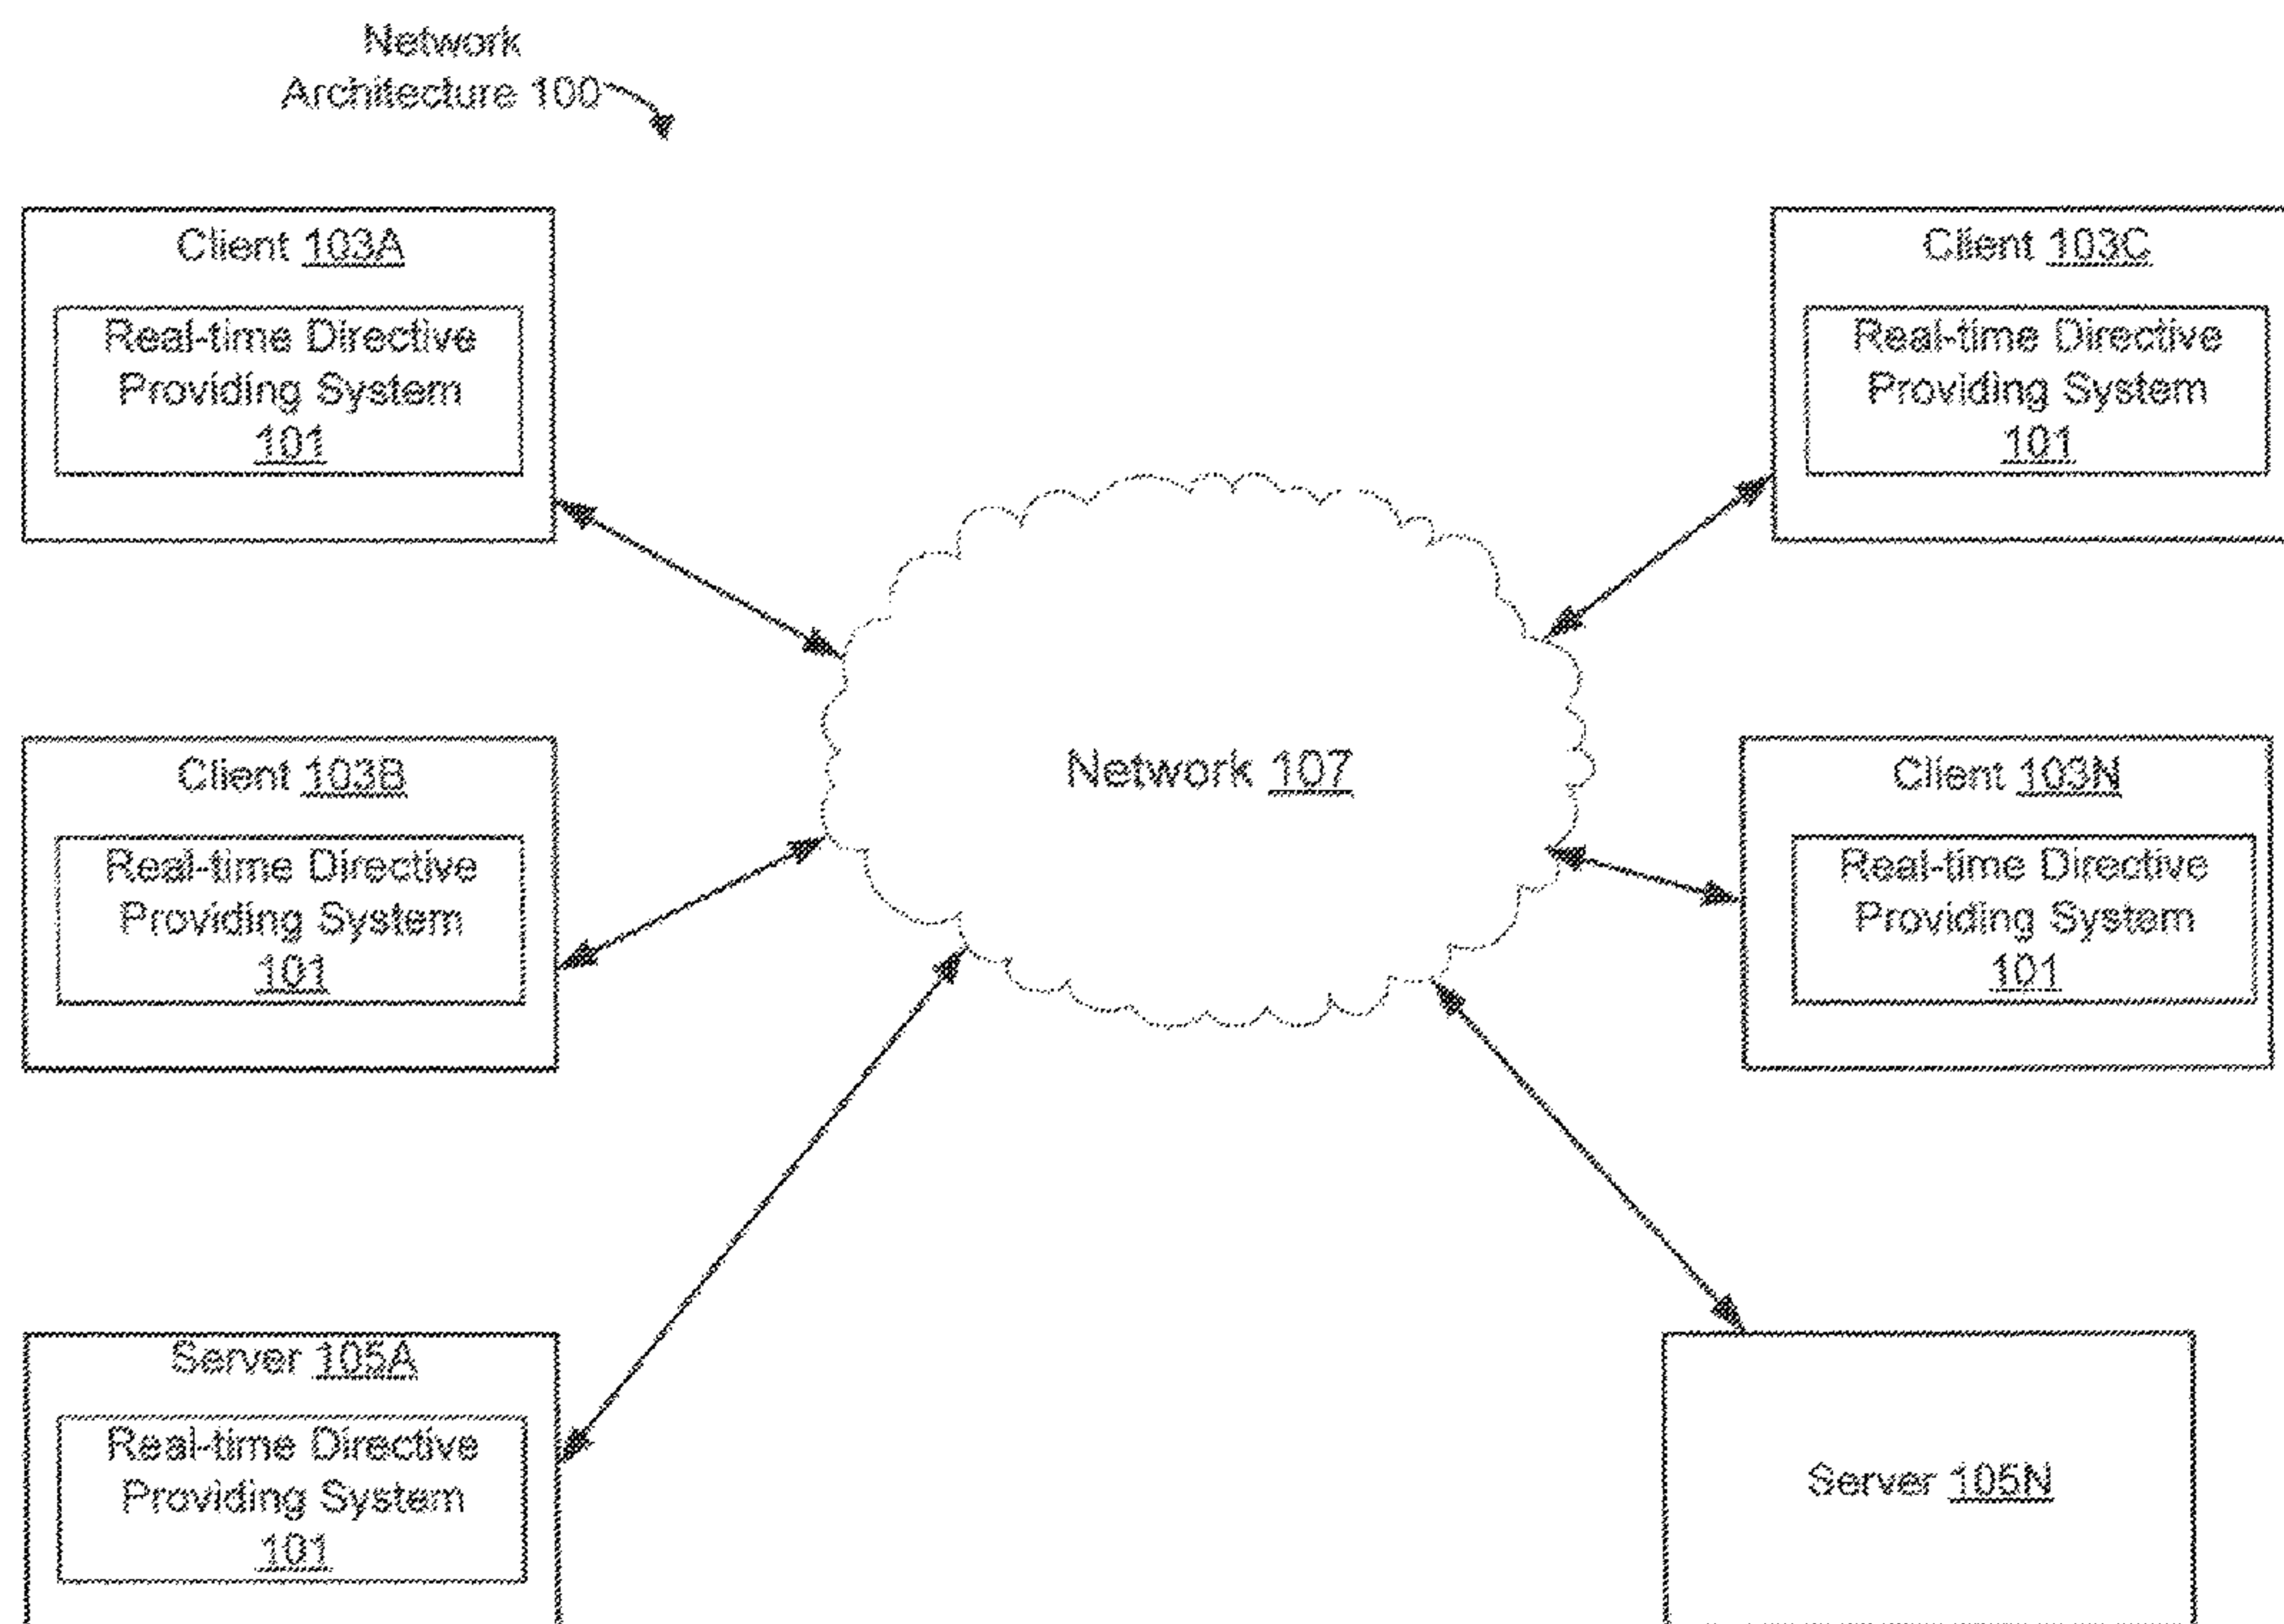 Network
Architecture 100
Client 103A
Real-time Directive
Providing System
101
Client 103C
Real-time Directive
Providing System
101
Network 107
Client 103B
Real-time Directive
Providing System
101
Client 103N
Real-time Directive
Providing System
101
Server 105A
Real-time Directive
Providing System
101
Server 105N